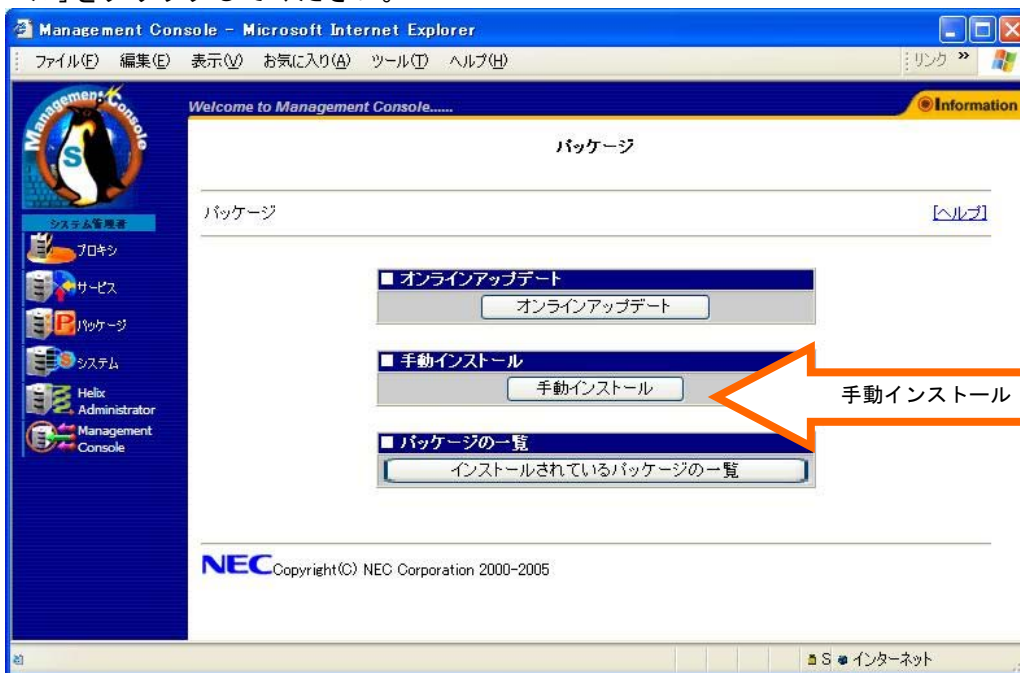 Management Console - Microsoft Internet Explorer
ファイル(F) 編集(E) 表示(V) お気に入り(A) ツール(T) ヘルプ(H) リンク »
Management Console
S
Welcome to Management Console......
Information
パッケージ
システム管理者
パッケージ [ヘルプ]
プロキシ
サービス
パッケージ
システム
Helix
Administrator
Management
Console
■ オンラインアップデート
オンラインアップデート
■ 手動インストール
手動インストール
手動インストール
■ パッケージの一覧
インストールされているパッケージの一覧
NEC Copyright(C) NEC Corporation 2000-2005
S インターネット